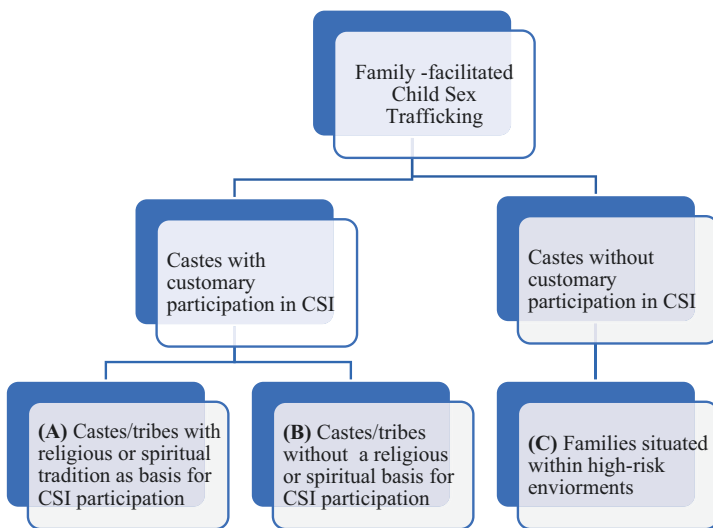 Family -facilitated
Child Sex
Trafficking
Castes with
customary
participation in CSI
Castes without
customary
participation in CSI
(A) Castes/tribes with
religious or spiritual
tradition as basis for
CSI participation
(B) Castes/tribes
without a religious
or spiritual basis for
CSI participation
(C) Families situated
within high-risk
enviorments